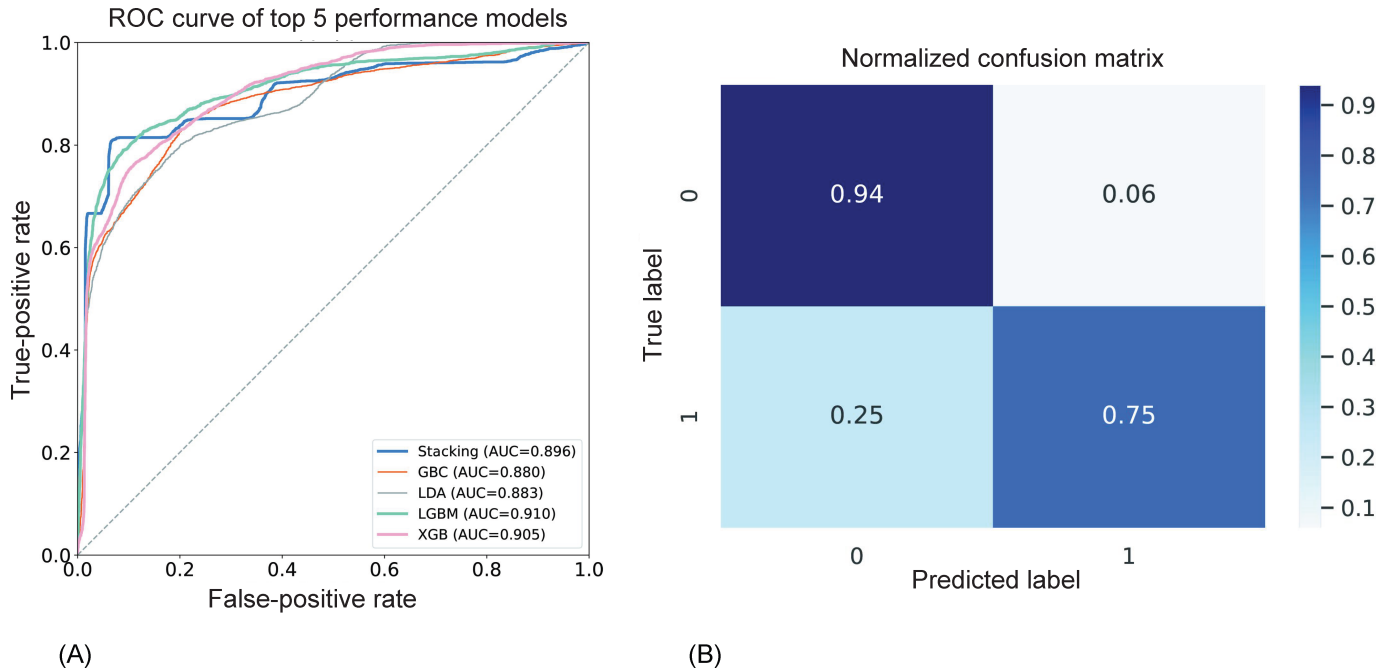 ROC curve of top 5 performance models
1.0
0.8
0.6
0.4
0.2
0.0
True-positive rate
Stacking (AUC=0.896)
GBC (AUC=0.880)
LDA (AUC=0.883)
LGBM (AUC=0.910)
XGB (AUC=0.905)
0.0 0.2 0.4 0.6 0.8 1.0
False-positive rate
(A)
Normalized confusion matrix
True label
0
1
0.94 0.06
0.25 0.75
0 1
Predicted label
0.9
0.8
0.7
0.6
0.5
0.4
0.3
0.2
0.1
(B)